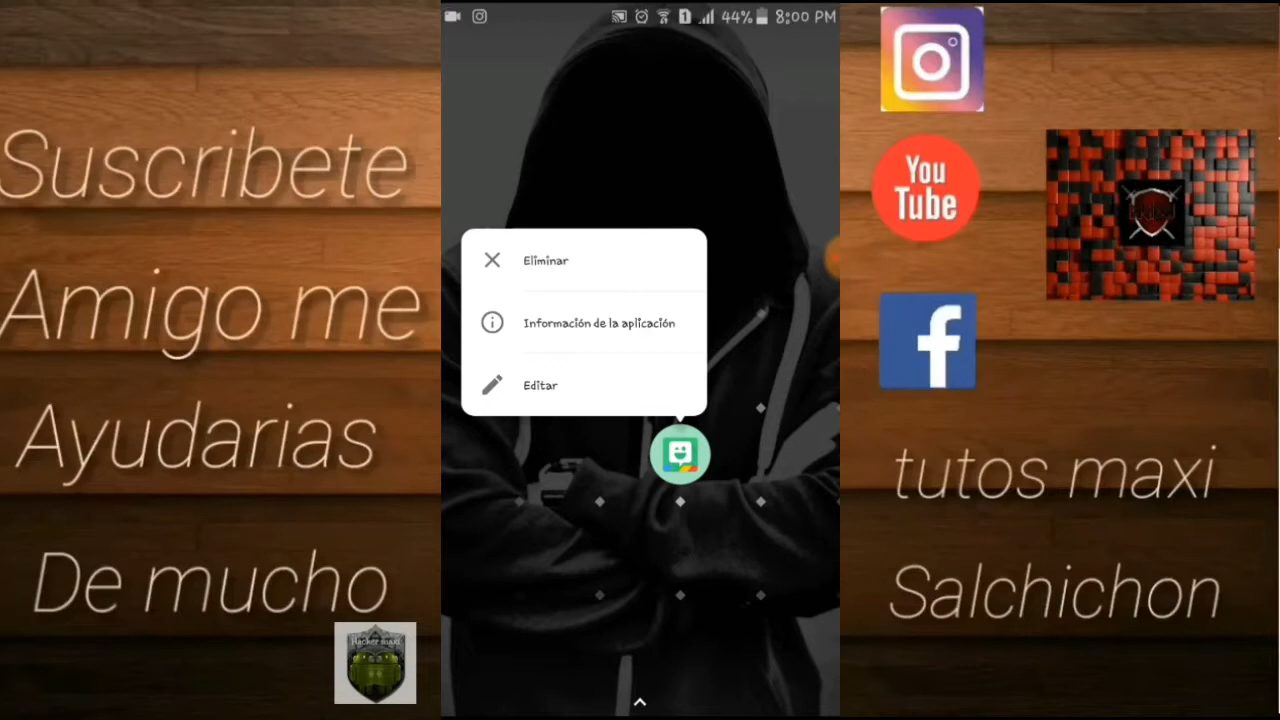 Suscribete
Amigo me
Ayudarias
De mucho
Hacker maxi
1
44%
8:00 PM
Eliminar
Información de la aplicación
Editar
You
Tube
f
tutos maxi
Salchichon